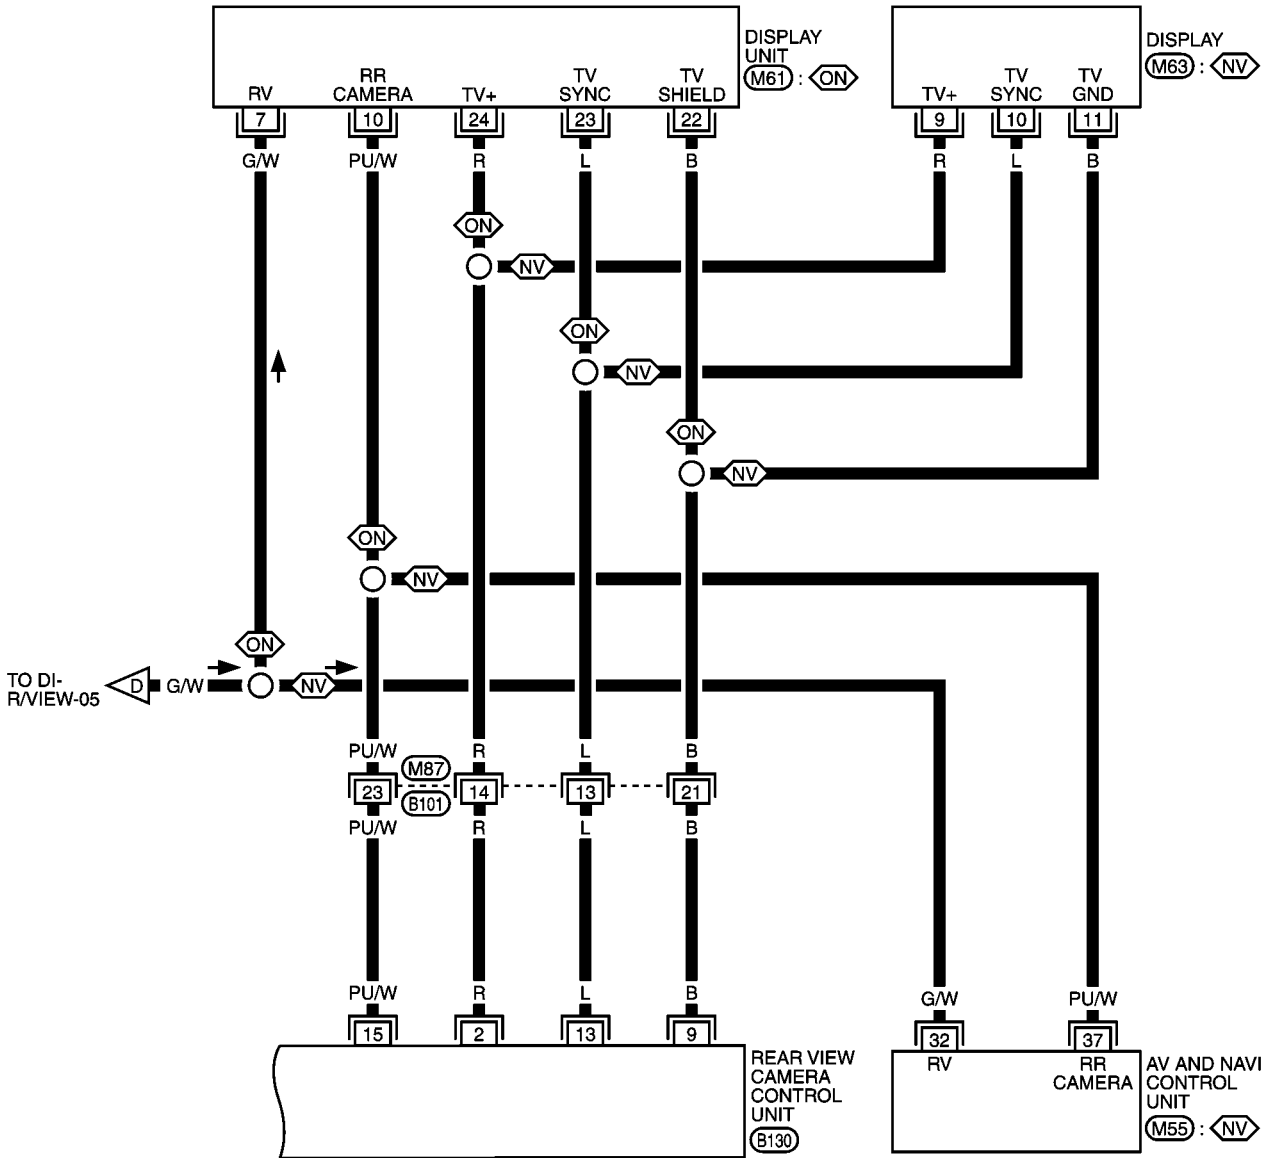 DISPLAY
UNIT
M61 : ON
DISPLAY
M63 : NV
RV
RR
CAMERA
TV+
TV
SYNC
TV
SHIELD
TV+
TV
SYNC
TV
GND
7
10
24
23
22
9
10
11
G/W
PU/W
R
L
B
R
L
B
ON
NV
ON
NV
ON
NV
ON
NV
ON
TO DI-
R/VIEW-05
D
G/W
NV
PU/W
R
L
B
M87
23
14
13
21
B101
PU/W
R
L
B
PU/W
R
L
B
G/W
PU/W
15
2
13
9
32
37
REAR VIEW
CAMERA
CONTROL
UNIT
B130
RV
RR
CAMERA
AV AND NAVI
CONTROL
UNIT
M55 : NV